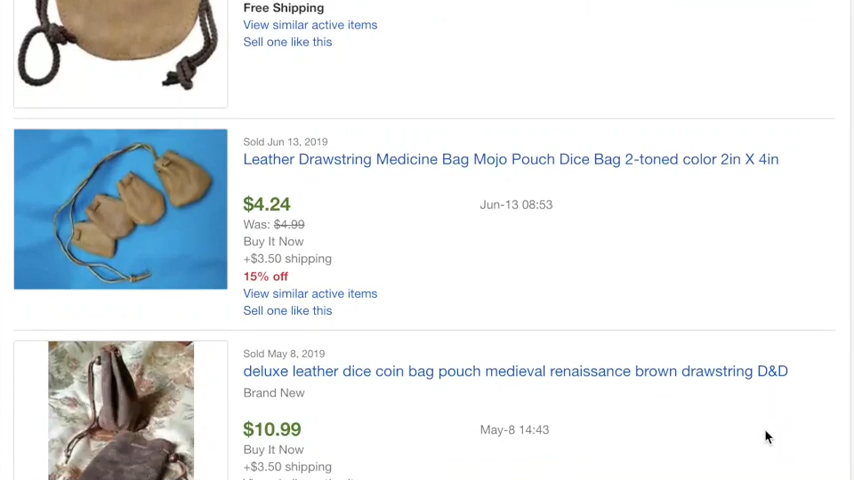 Free Shipping
View similar active items
Sell one like this
Sold Jun 13, 2019
Leather Drawstring Medicine Bag Mojo Pouch Dice Bag 2-toned color 2in X 4in
$4.24
Jun-13 08:53
Was: $4.99
Buy It Now
+$3.50 shipping
15% off
View similar active items
Sell one like this
Sold May 8, 2019
deluxe leather dice coin bag pouch medieval renaissance brown drawstring D&D
Brand New
$10.99
May-8 14:43
Buy It Now
+$3.50 shipping